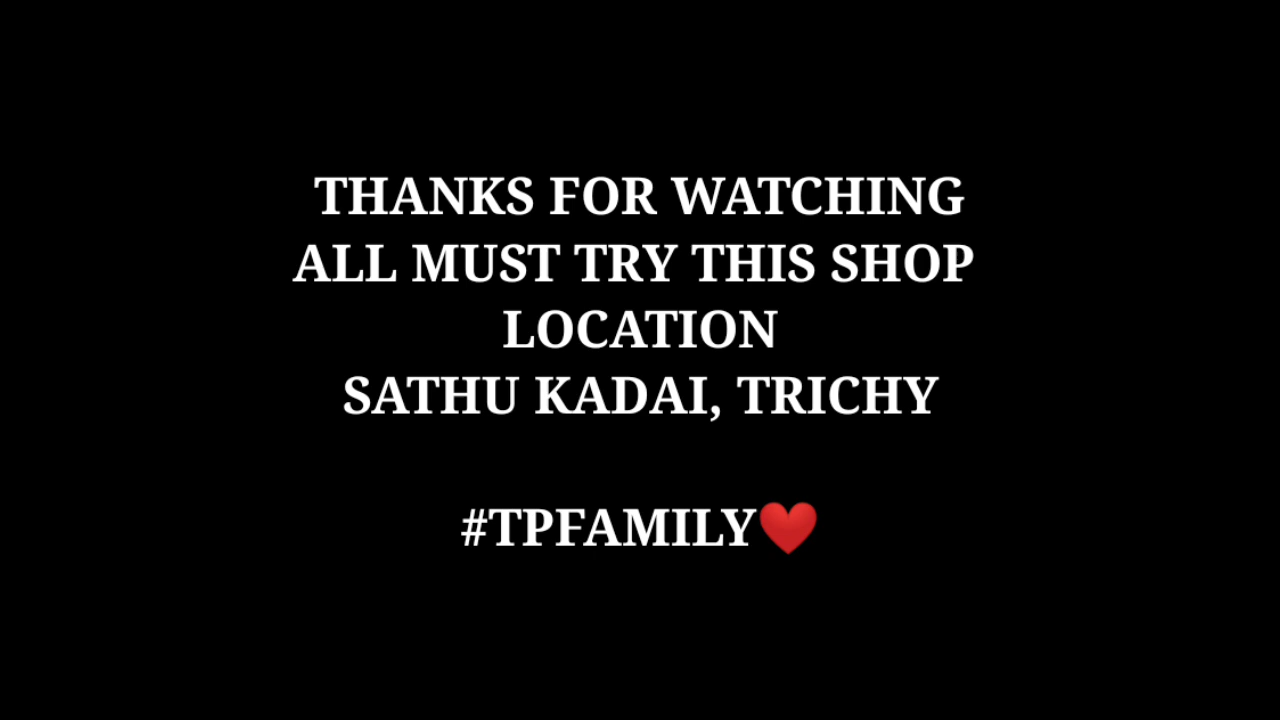 THANKS FOR WATCHING
ALL MUST TRY THIS SHOP
LOCATION
SATHU KADAI, TRICHY
#TPFAMILY❤️